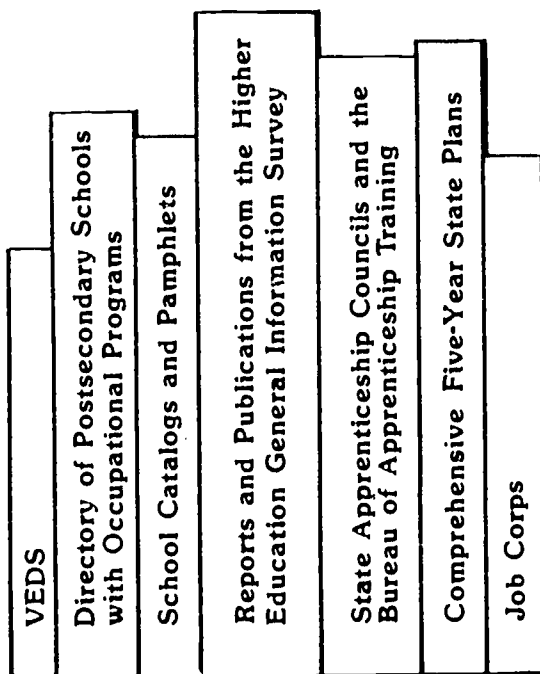 VEDS
Directory of Postsecondary Schools
with Occupational Programs
School Catalogs and Pamphlets
Reports and Publications from the Higher
Education General Information Survey
State Apprenticeship Councils and the
Bureau of Apprenticeship Training
Comprehensive Five-Year State Plans
Job Corps